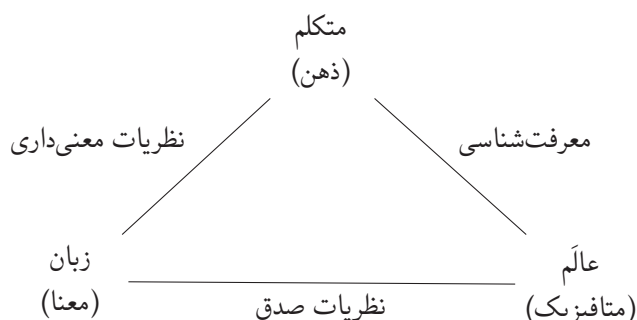 متکلم
(ذهن)
معرفت‌شناسی
نظریات معنی‌داری
عالَم
(متافیزیک)
زبان
(معنا)
نظریات صدق